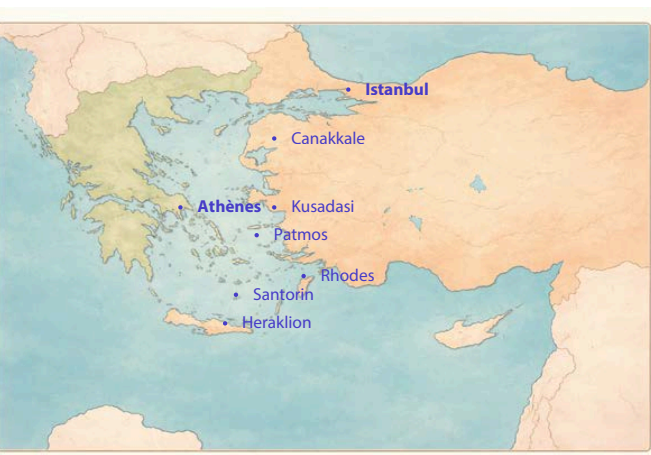 Istanbul
Canakkale
Athènes
Kusadasi
Patmos
Rhodes
Santorin
Heraklion